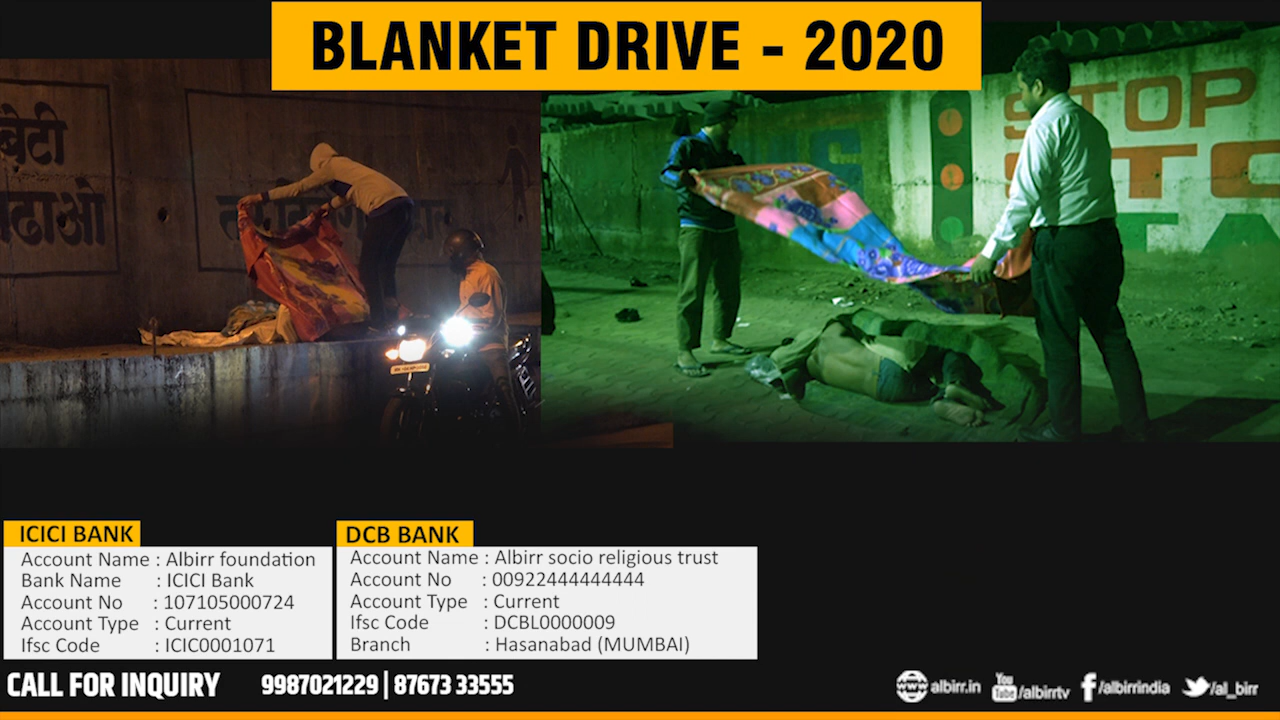 BLANKET DRIVE - 2020
बेटी
STOP
ICICI BANK
Account Name : Albirr foundation
Bank Name : ICICI Bank
Account No : 107105000724
Account Type : Current
Ifsc Code : ICIC0001071
DCB BANK
Account Name : Albirr socio religious trust
Account No : 00922444444444
Account Type : Current
Ifsc Code : DCBL0000009
Branch : Hasanabad (MUMBAI)
CALL FOR INQUIRY 9987021229 | 87673 33555
albirr.in
You Tube /albirrtv
f /albirrindia
/al_birr